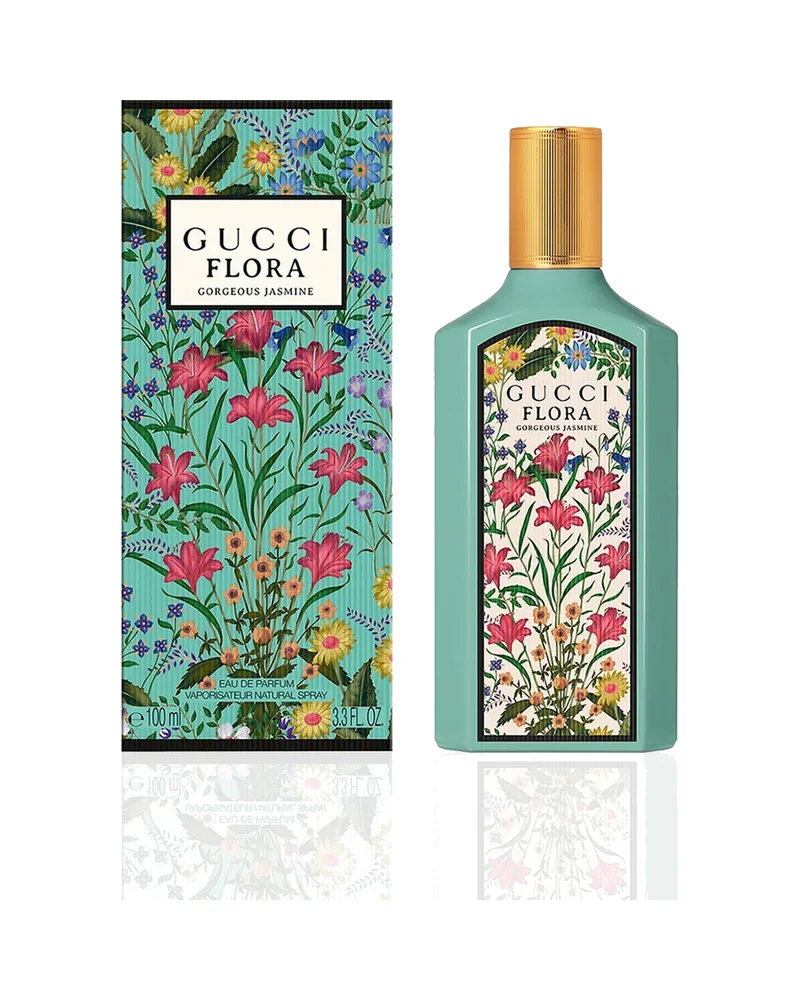 GUCCI
FLORA
GORGEOUS JASMINE
EAU DE PARFUM
VAPORISATEUR NATURAL SPRAY
℮ 100 ml 3.3 FL. OZ.
GUCCI
FLORA
GORGEOUS JASMINE